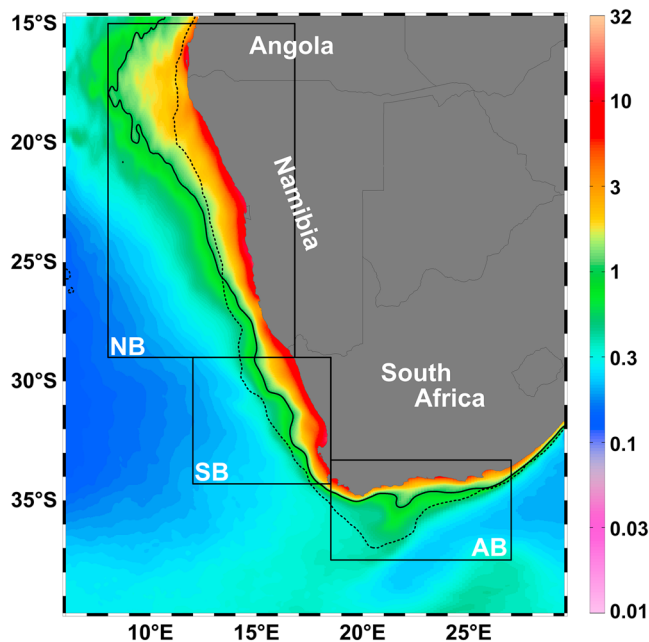 15°S
20°S
25°S
30°S
35°S
10°E
15°E
20°E
25°E
Angola
Namibia
South
Africa
NB
SB
AB
32
10
3
1
0.3
0.1
0.03
0.01